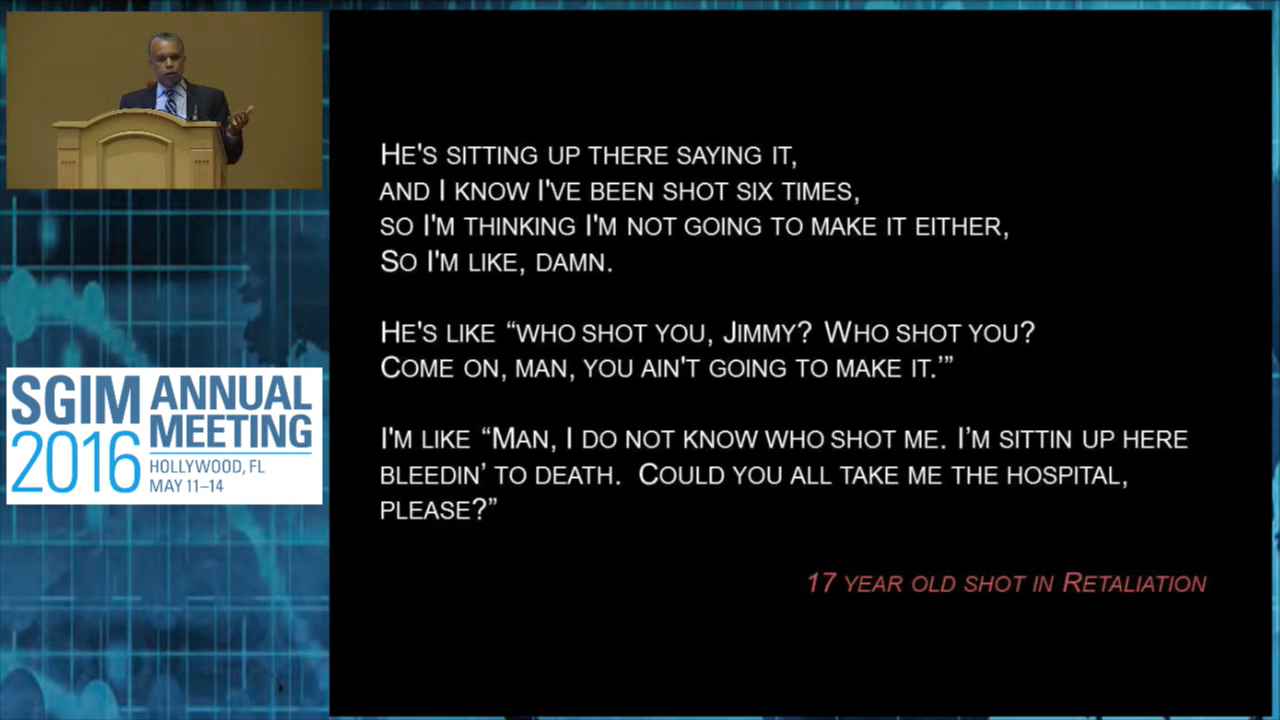 HE'S SITTING UP THERE SAYING IT,
AND I KNOW I'VE BEEN SHOT SIX TIMES,
SO I'M THINKING I'M NOT GOING TO MAKE IT EITHER,
SO I'M LIKE, DAMN.
HE'S LIKE “WHO SHOT YOU, JIMMY? WHO SHOT YOU?
COME ON, MAN, YOU AIN'T GOING TO MAKE IT.’”
I'M LIKE “MAN, I DO NOT KNOW WHO SHOT ME. I’M SITTIN UP HERE
BLEEDIN’ TO DEATH. COULD YOU ALL TAKE ME THE HOSPITAL,
PLEASE?”
17 YEAR OLD SHOT IN RETALIATION
SGIM ANNUAL
2016 MEETING
HOLLYWOOD, FL
MAY 11–14